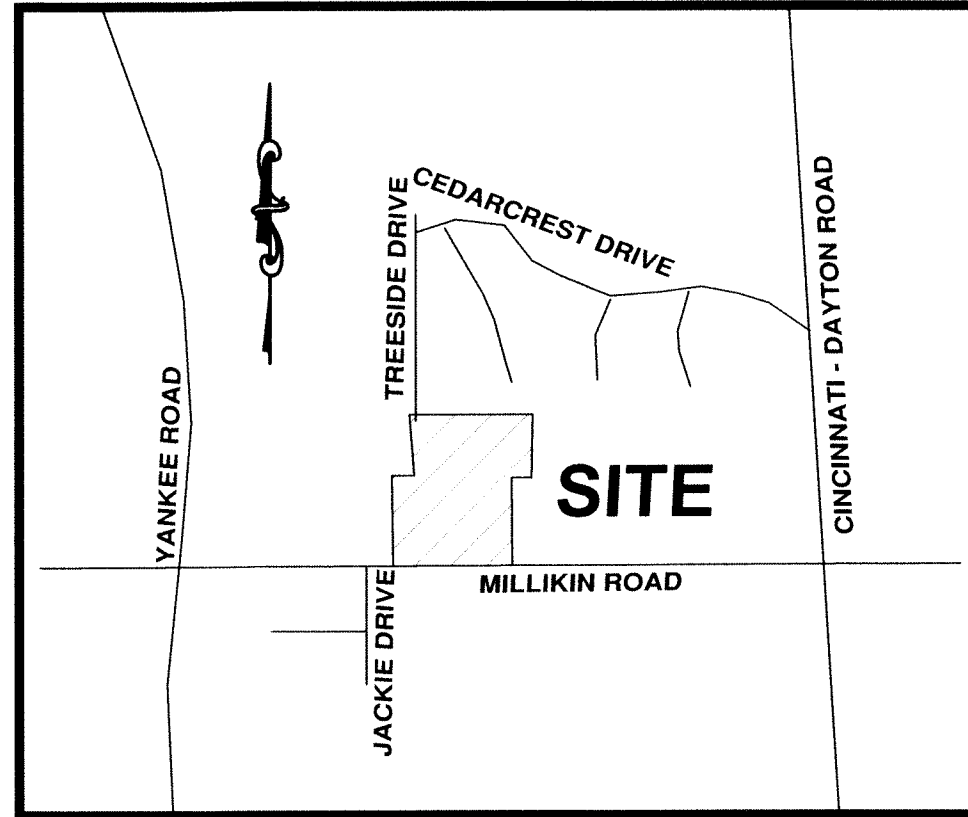 CEDARCREST DRIVE
TREESIDE DRIVE
CINCINNATI - DAYTON ROAD
YANKEE ROAD
SITE
MILLIKIN ROAD
JACKIE DRIVE